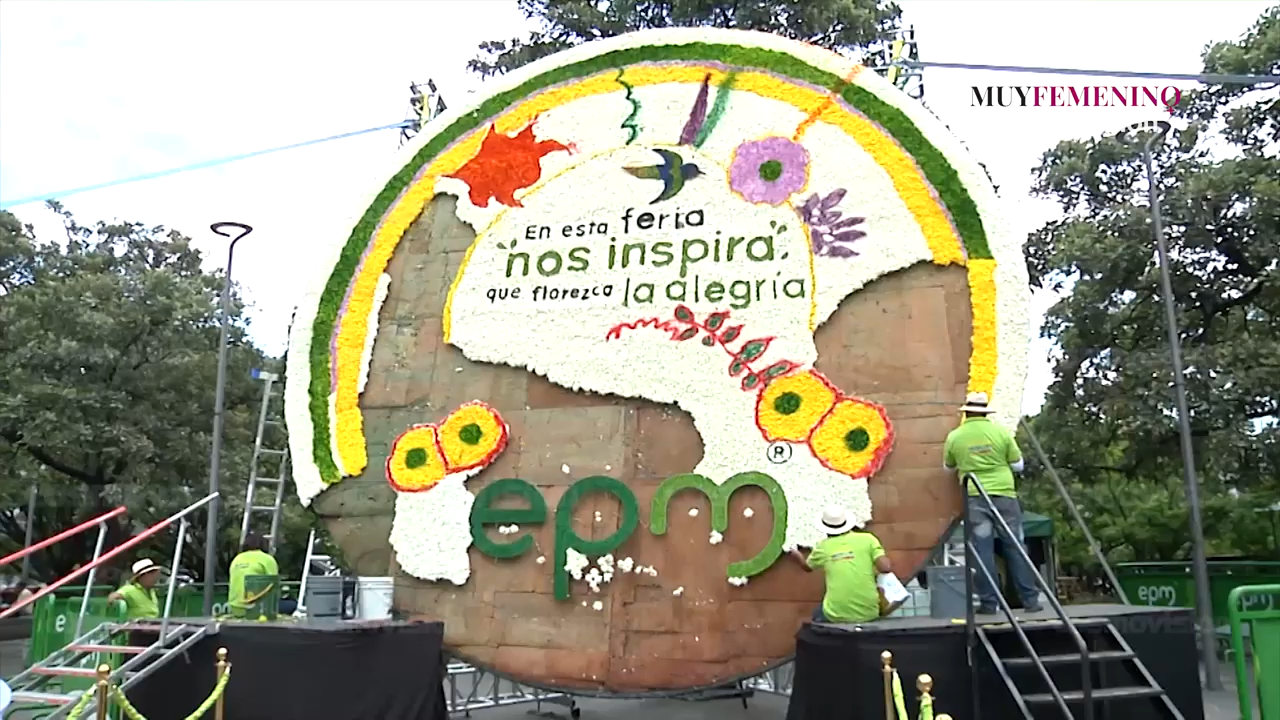 MUYFEMENINO
En esta feria
"nos inspira"
que florezca la alegría
®
epm
epm